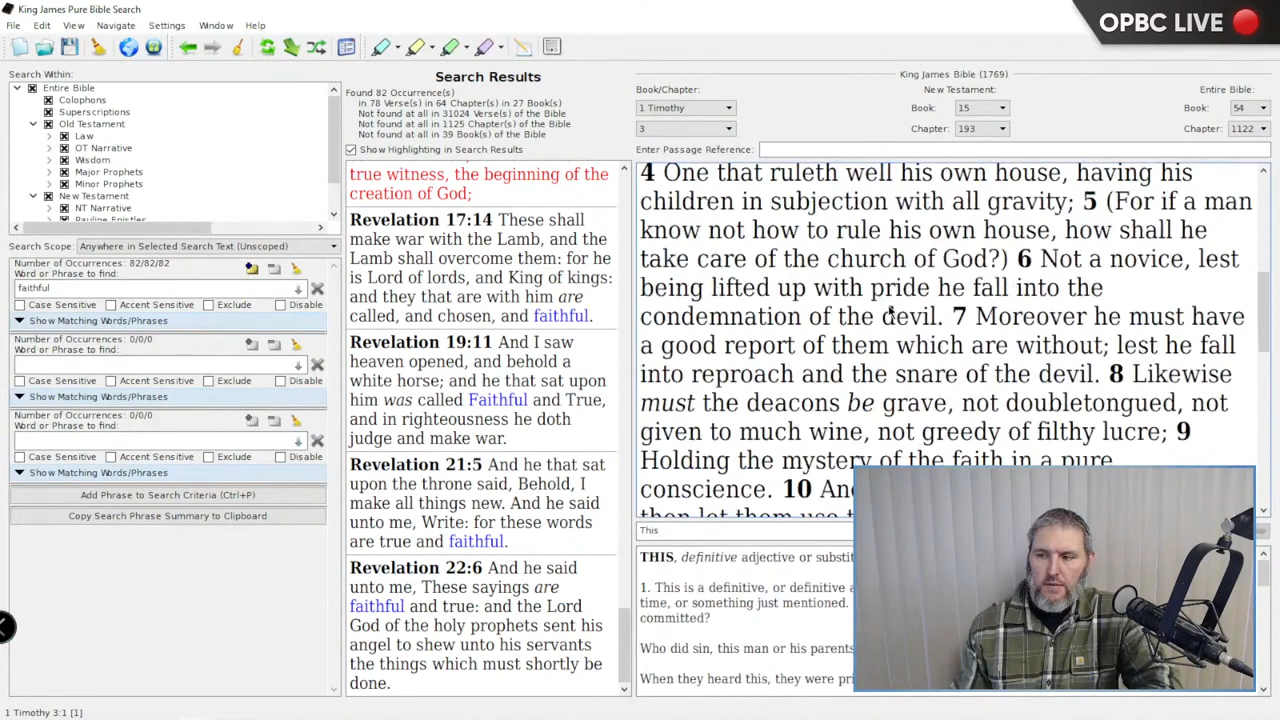 King James Pure Bible Search
File Edit View Navigate Settings Window Help
OPBC LIVE
Search Within:
Entire Bible
Colophons
Superscriptions
Old Testament
Law
OT Narrative
Wisdom
Major Prophets
Minor Prophets
New Testament
NT Narrative
Pauline Epistles
Search Scope: Anywhere in Selected Search Text (Unscoped)
Number of Occurrences: 82/82/82
Word or Phrase to find:
faithful
Case Sensitive Accent Sensitive Exclude Disable
Show Matching Words/Phrases
Number of Occurrences: 0/0/0
Word or Phrase to find:
Case Sensitive Accent Sensitive Exclude Disable
Show Matching Words/Phrases
Number of Occurrences: 0/0/0
Word or Phrase to find:
Case Sensitive Accent Sensitive Exclude Disable
Show Matching Words/Phrases
Add Phrase to Search Criteria (Ctrl+P)
Copy Search Phrase Summary to Clipboard
Search Results
Found 82 Occurrence(s)
in 78 Verse(s) in 64 Chapter(s) in 27 Book(s)
Not found at all in 31024 Verse(s) of the Bible
Not found at all in 1125 Chapter(s) of the Bible
Not found at all in 39 Book(s) of the Bible
Show Highlighting in Search Results
true witness, the beginning of the
creation of God;
Revelation 17:14 These shall
make war with the Lamb, and the
Lamb shall overcome them: for he
is Lord of lords, and King of kings:
and they that are with him are
called, and chosen, and faithful.
Revelation 19:11 And I saw
heaven opened, and behold a
white horse; and he that sat upon
him was called Faithful and True,
and in righteousness he doth
judge and make war.
Revelation 21:5 And he that sat
upon the throne said, Behold, I
make all things new. And he said
unto me, Write: for these words
are true and faithful.
Revelation 22:6 And he said
unto me, These sayings are
faithful and true: and the Lord
God of the holy prophets sent his
angel to shew unto his servants
the things which must shortly be
done.
King James Bible (1769)
Book/Chapter: New Testament: Entire Bible:
1 Timothy Book: 15 Book: 54
3 Chapter: 193 Chapter: 1122
Enter Passage Reference:
4 One that ruleth well his own house, having his
children in subjection with all gravity; 5 (For if a man
know not how to rule his own house, how shall he
take care of the church of God?) 6 Not a novice, lest
being lifted up with pride he fall into the
condemnation of the devil. 7 Moreover he must have
a good report of them which are without; lest he fall
into reproach and the snare of the devil. 8 Likewise
must the deacons be grave, not doubletongued, not
given to much wine, not greedy of filthy lucre; 9
Holding the mystery of the faith in a pure
conscience. 10 And
then let them use t
This
THIS, definitive adjective or substit
1. This is a definitive, or definitive a
time, or something just mentioned.
committed?
Who did sin, this man or his parents
When they heard this, they were pri
1 Timothy 3:1 [1]